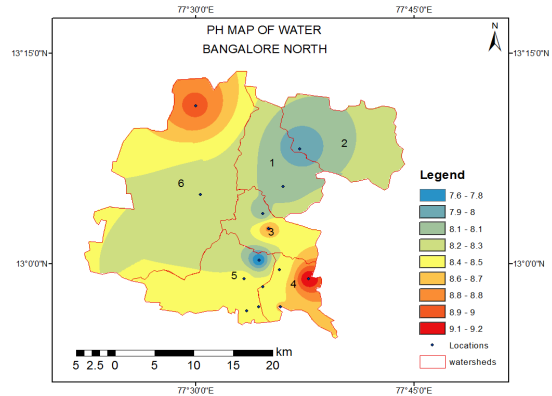 77°30'0"E 77°45'0"E
PH MAP OF WATER
BANGALORE NORTH
N
13°15'0"N 13°15'0"N
1
2
6
3
5
4
13°0'0"N 13°0'0"N
Legend
7.6 - 7.8
7.9 - 8
8.1 - 8.1
8.2 - 8.3
8.4 - 8.5
8.6 - 8.7
8.8 - 8.8
8.9 - 9
9.1 - 9.2
Locations
watersheds
km
5 2.5 0 5 10 15 20
77°30'0"E 77°45'0"E